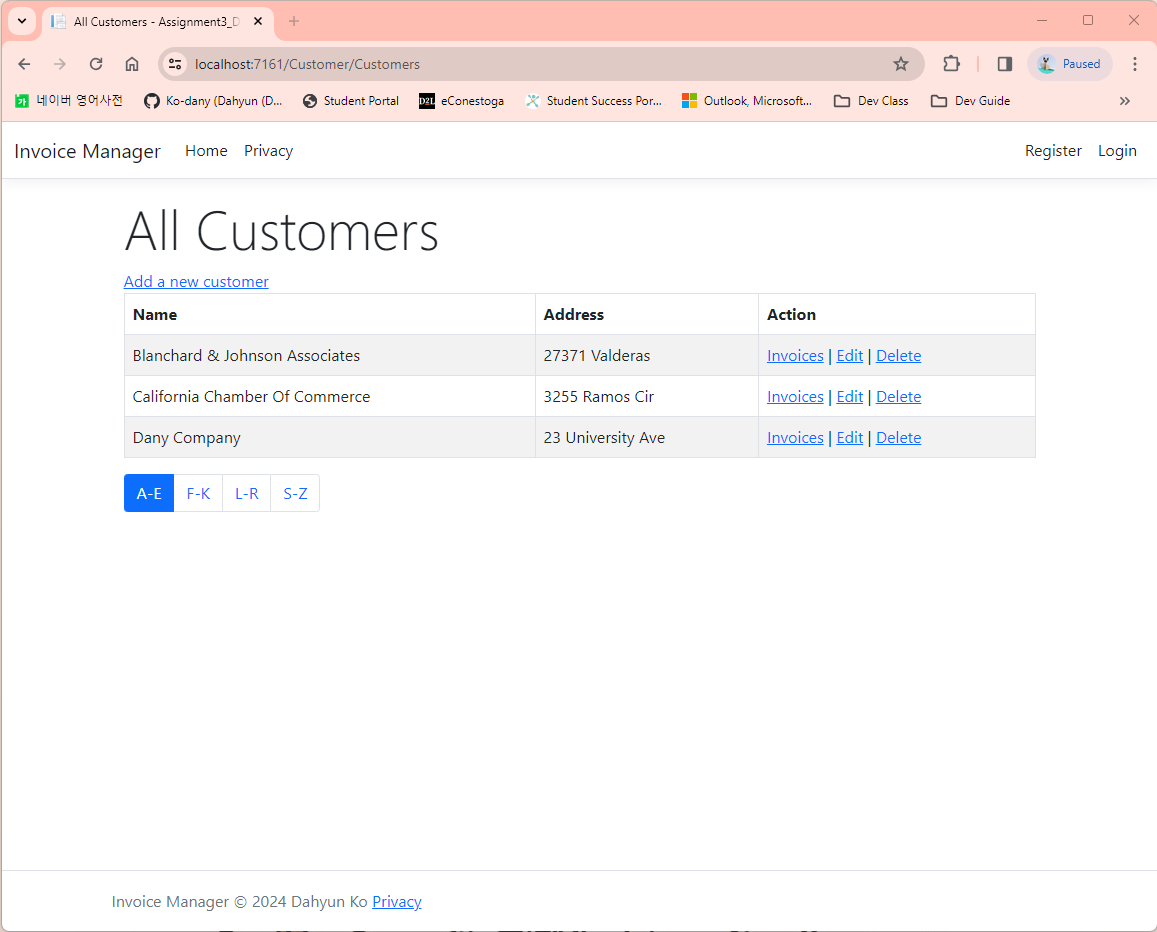 All Customers - Assignment3_D
localhost:7161/Customer/Customers
Paused
가 네이버 영어사전
Ko-dany (Dahyun (D...
Student Portal
D2L eConestoga
Student Success Por...
Outlook, Microsoft...
Dev Class
Dev Guide
Invoice Manager Home Privacy Register Login
All Customers
Add a new customer
Name Address Action
Blanchard & Johnson Associates 27371 Valderas Invoices | Edit | Delete
California Chamber Of Commerce 3255 Ramos Cir Invoices | Edit | Delete
Dany Company 23 University Ave Invoices | Edit | Delete
A-E F-K L-R S-Z
Invoice Manager © 2024 Dahyun Ko Privacy